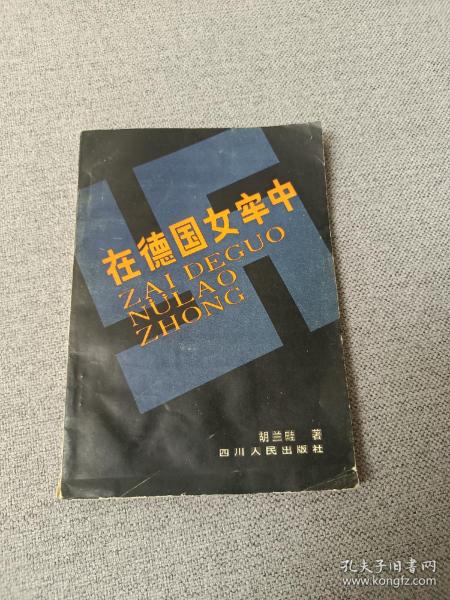 在德国女牢中
ZAI DEGUO
NÜLAO
ZHONG
胡兰畦 著
四川人民出版社
孔夫子旧书网
www.kongfz.com